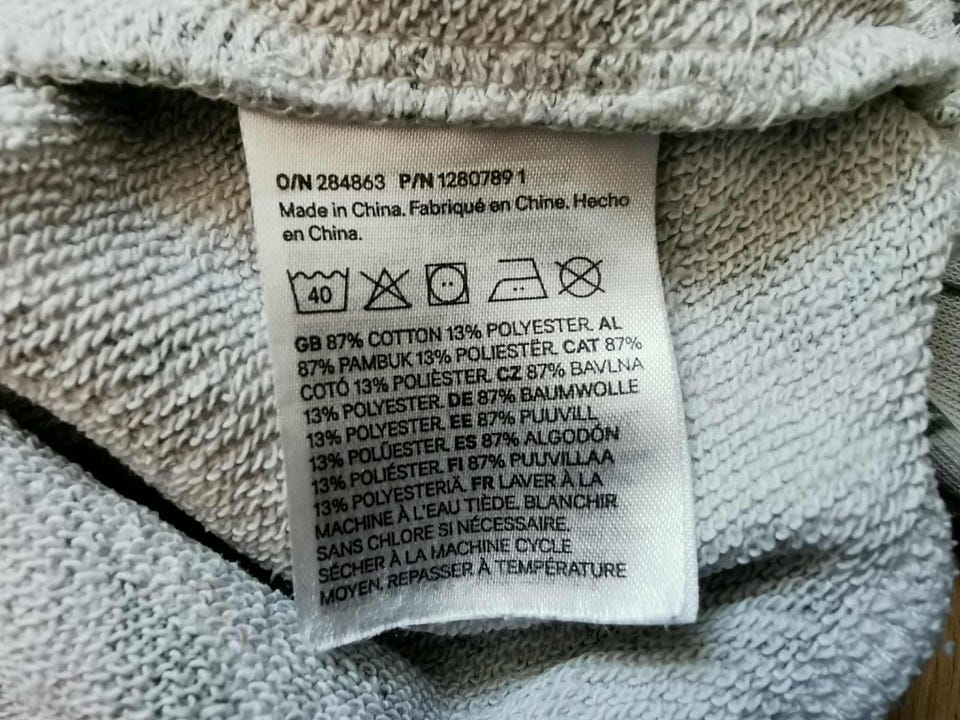 O/N 284863 P/N 1280789 1
Made in China. Fabriqué en Chine. Hecho
en China.
40
GB 87% COTTON 13% POLYESTER. AL
87% PAMBUK 13% POLIESTËR. CAT 87%
COTÓ 13% POLIÈSTER. CZ 87% BAVLNA
13% POLYESTER. DE 87% BAUMWOLLE
13% POLYESTER. EE 87% PUUVILL
13% POLÜESTER. ES 87% ALGODÓN
13% POLIÉSTER. FI 87% PUUVILLAA
13% POLYESTERIÄ. FR LAVER À LA
MACHINE À L'EAU TIÈDE. BLANCHIR
SANS CHLORE SI NÉCESSAIRE.
SÉCHER À LA MACHINE CYCLE
MOYEN. REPASSER À TEMPÉRATURE